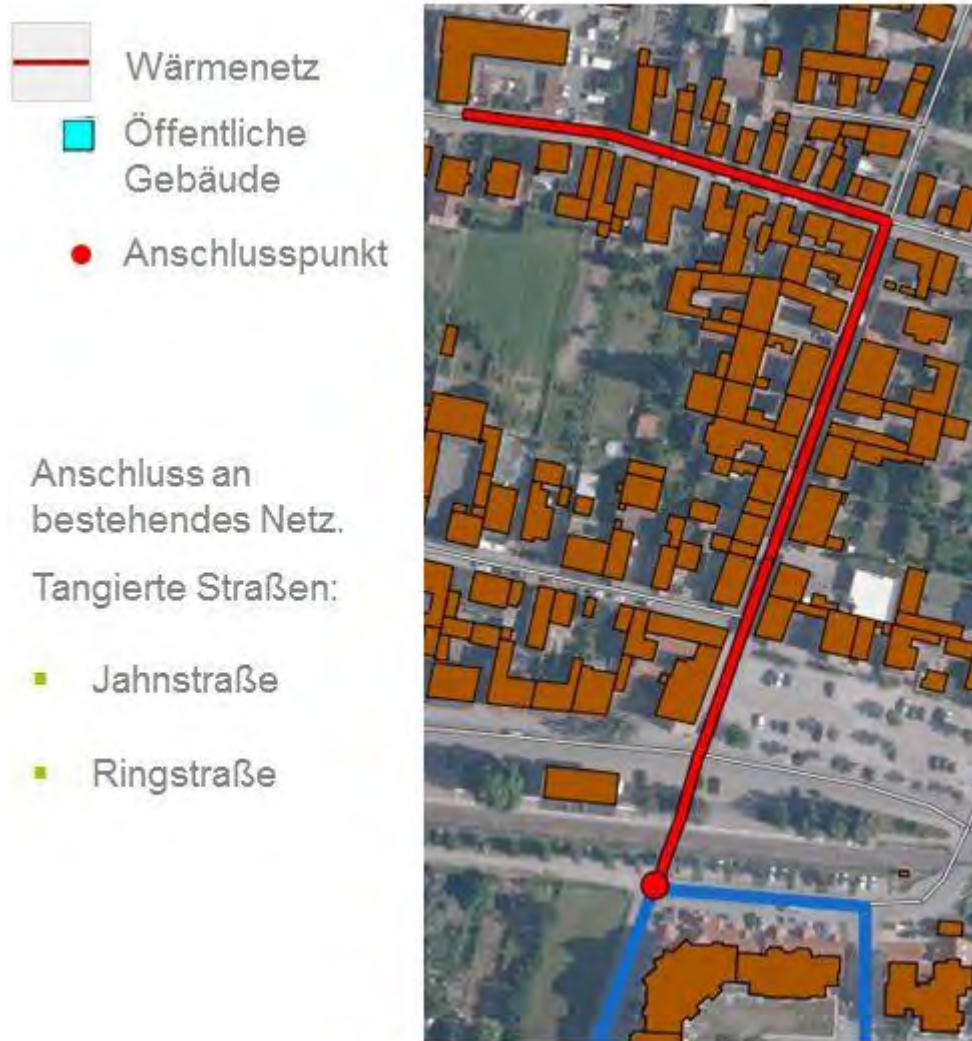 Wärmenetz
Öffentliche
Gebäude
Anschlusspunkt
Anschluss an
bestehendes Netz.
Tangierte Straßen:
Jahnstraße
Ringstraße